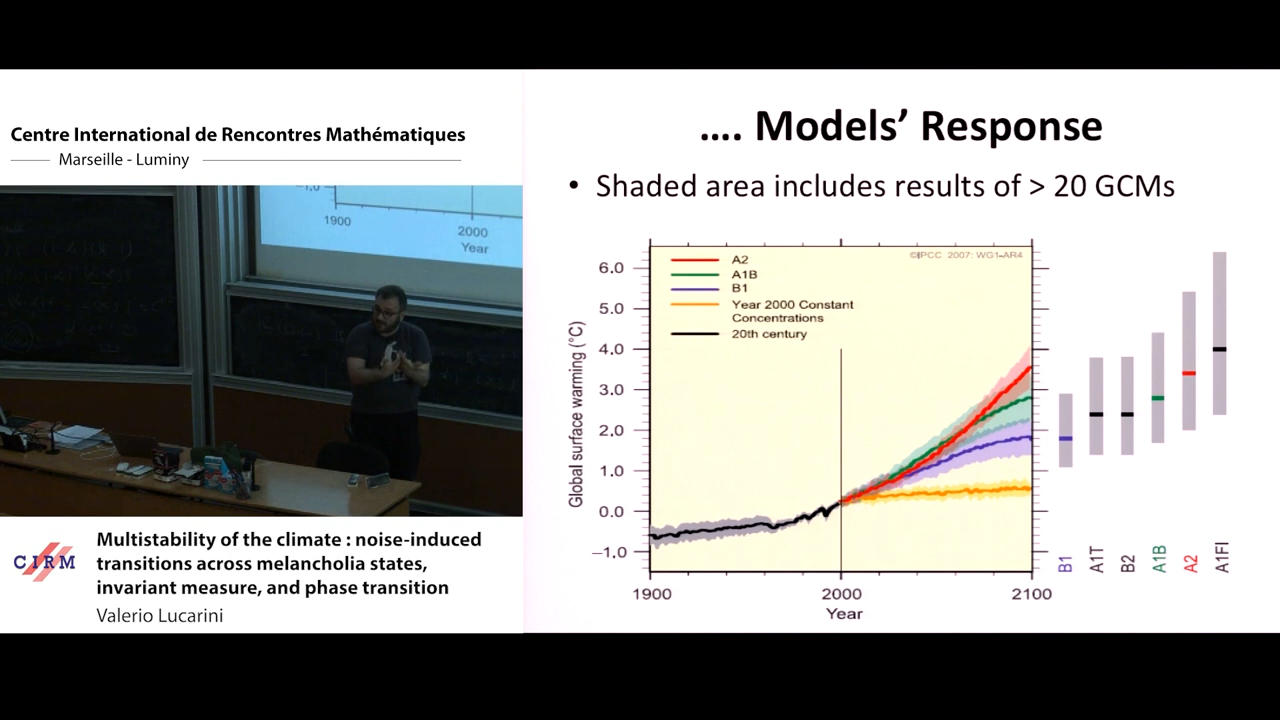 Centre International de Rencontres Mathématiques
Marseille - Luminy
-1.0
1900
2000
Year
CIRM
Multistability of the climate : noise-induced
transitions across melancholia states,
invariant measure, and phase transition
Valerio Lucarini
.... Models’ Response
• Shaded area includes results of > 20 GCMs
©IPCC 2007: WG1-AR4
A2
A1B
B1
Year 2000 Constant
Concentrations
20th century
Global surface warming (°C)
6.0
5.0
4.0
3.0
2.0
1.0
0.0
−1.0
1900
2000
2100
Year
B1
A1T
B2
A1B
A2
A1FI